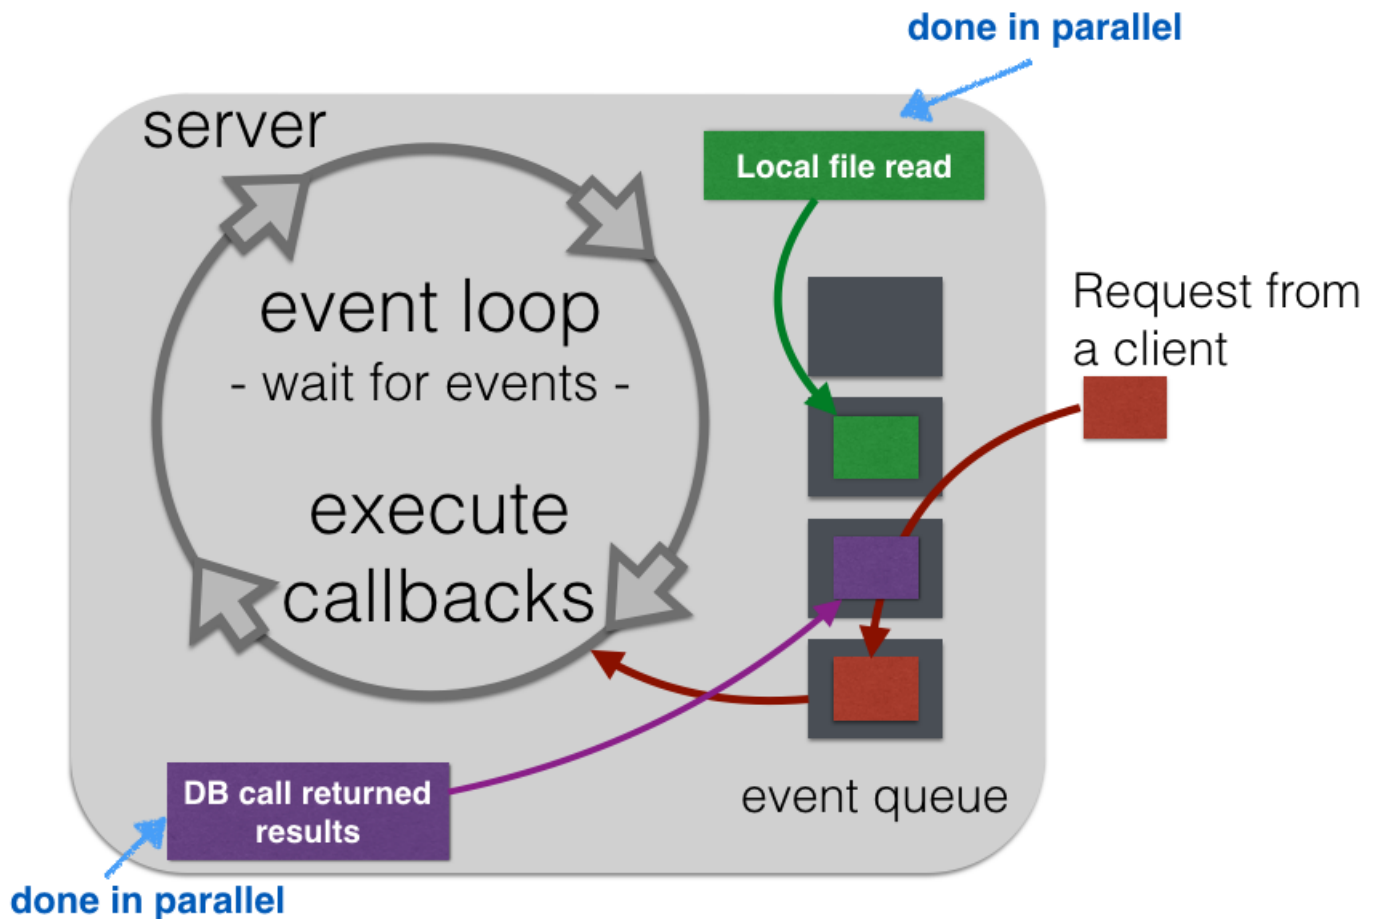 done in parallel
server
Local file read
event loop
- wait for events -
Request from
a client
execute
callbacks
DB call returned
results
event queue
done in parallel